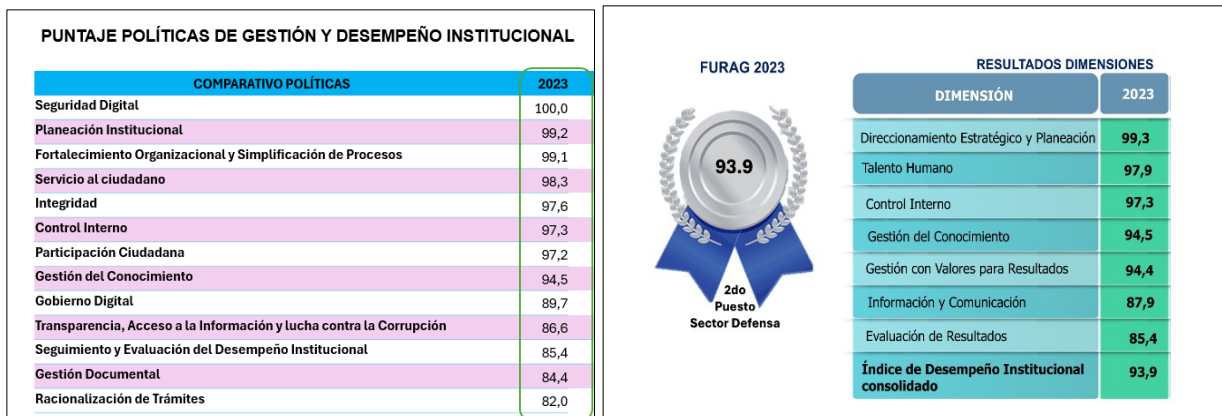 PUNTAJE POLÍTICAS DE GESTIÓN Y DESEMPEÑO INSTITUCIONAL
COMPARATIVO POLÍTICAS 2023
Seguridad Digital 100,0
Planeación Institucional 99,2
Fortalecimiento Organizacional y Simplificación de Procesos 99,1
Servicio al ciudadano 98,3
Integridad 97,6
Control Interno 97,3
Participación Ciudadana 97,2
Gestión del Conocimiento 94,5
Gobierno Digital 89,7
Transparencia, Acceso a la Información y lucha contra la Corrupción 86,6
Seguimiento y Evaluación del Desempeño Institucional 85,4
Gestión Documental 84,4
Racionalización de Trámites 82,0
FURAG 2023
93.9
2do
Puesto
Sector Defensa
RESULTADOS DIMENSIONES
DIMENSIÓN 2023
Direccionamiento Estratégico y Planeación 99,3
Talento Humano 97,9
Control Interno 97,3
Gestión del Conocimiento 94,5
Gestión con Valores para Resultados 94,4
Información y Comunicación 87,9
Evaluación de Resultados 85,4
Índice de Desempeño Institucional
consolidado 93,9